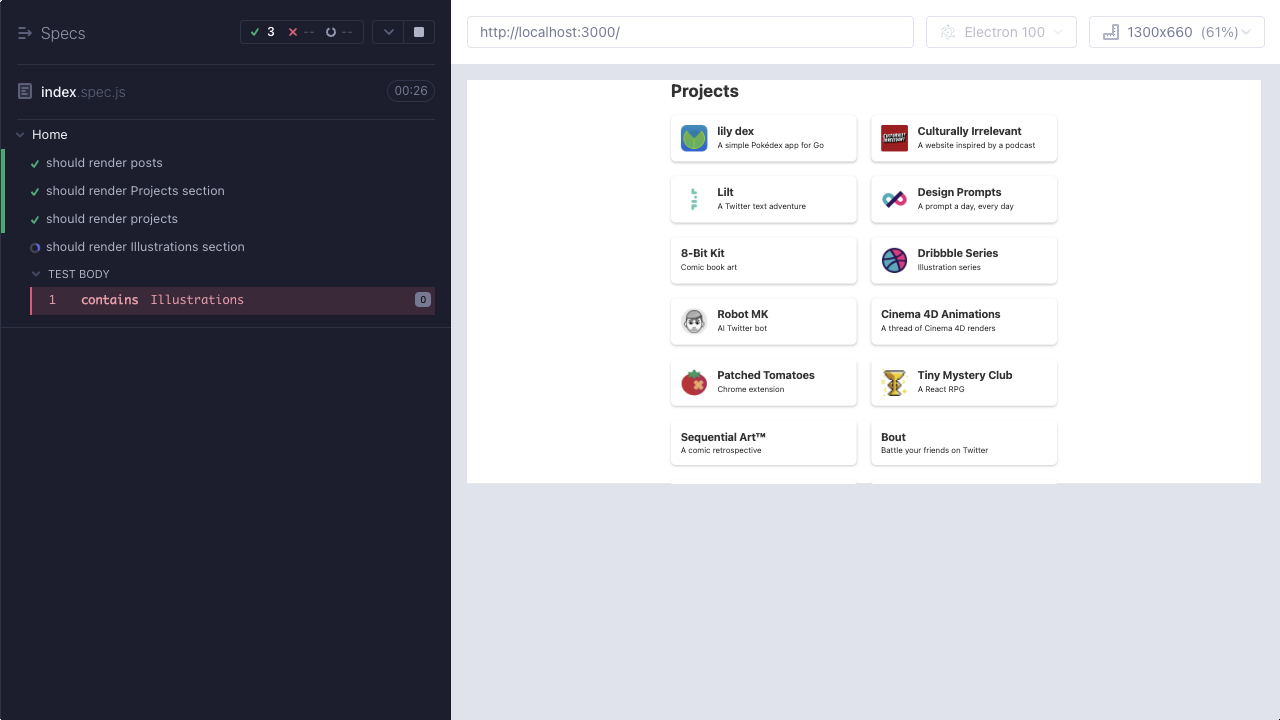 Specs
3 -- --
index.spec.js
00:26
Home
should render posts
should render Projects section
should render projects
should render Illustrations section
TEST BODY
1 contains Illustrations 0
http://localhost:3000/
Electron 100
1300x660 (61%)
Projects
lily dex
A simple Pokédex app for Go
Culturally Irrelevant
A website inspired by a podcast
Lilt
A Twitter text adventure
Design Prompts
A prompt a day, every day
8-Bit Kit
Comic book art
Dribbble Series
Illustration series
Robot MK
AI Twitter bot
Cinema 4D Animations
A thread of Cinema 4D renders
Patched Tomatoes
Chrome extension
Tiny Mystery Club
A React RPG
Sequential Art™
A comic retrospective
Bout
Battle your friends on Twitter